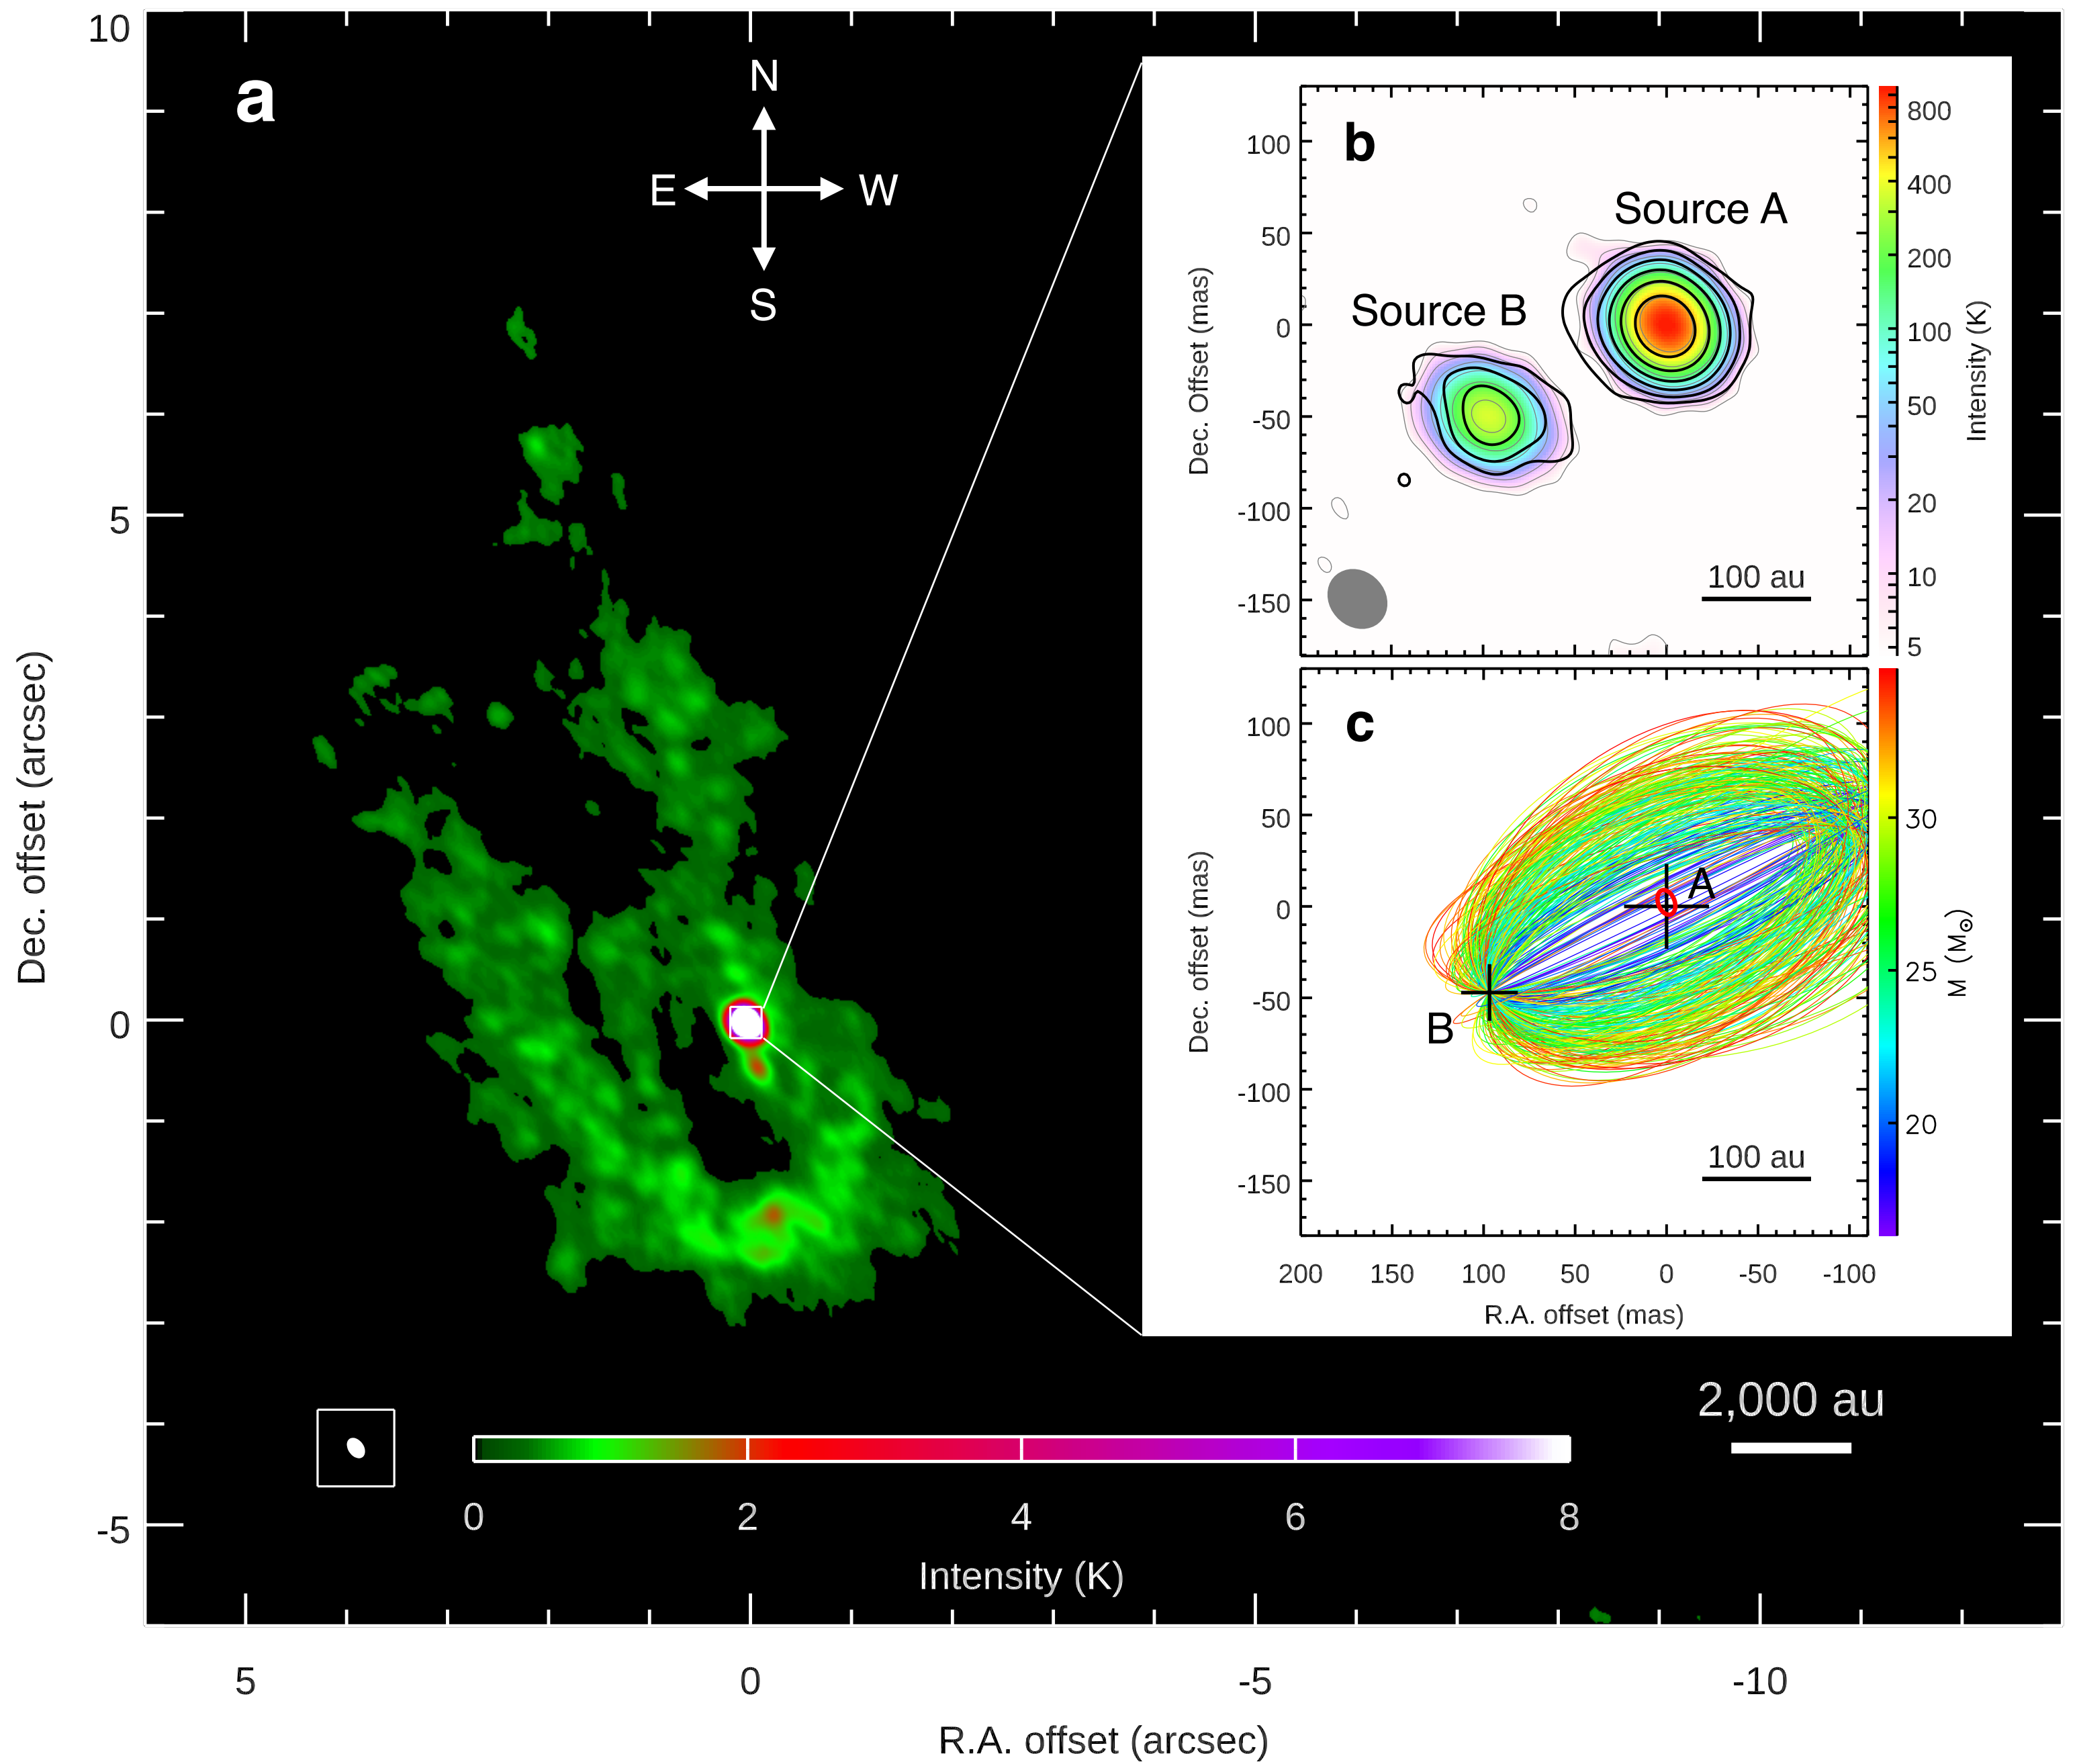 10
5
0
-5
Dec. offset (arcsec)
a
N
E W
S
b
Source A
Source B
100
50
0
-50
-100
-150
Dec. Offset (mas)
100 au
800
400
200
100
50
20
10
5
Intensity (K)
c
A
B
100
50
0
-50
-100
-150
Dec. offset (mas)
100 au
30
25
20
M (M☉)
200 150 100 50 0 -50 -100
R.A. offset (mas)
2,000 au
0 2 4 6 8
Intensity (K)
5 0 -5 -10
R.A. offset (arcsec)